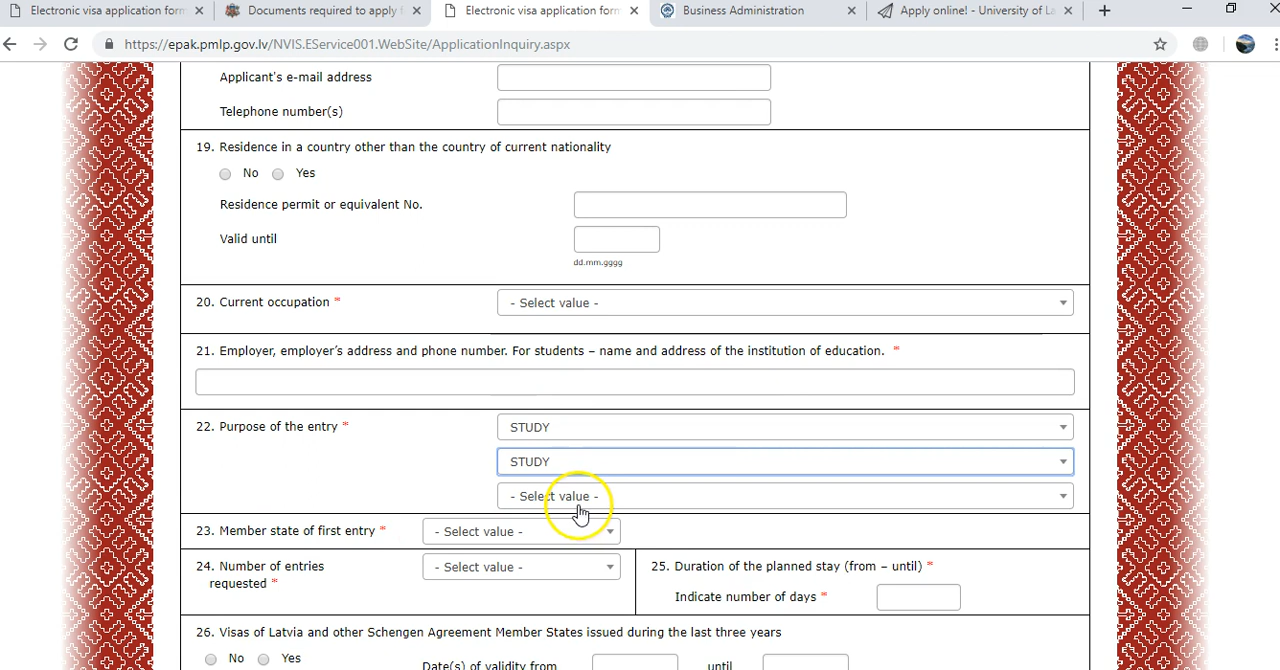 Electronic visa application form
Documents required to apply f
Electronic visa application form
Business Administration
Apply online! - University of La
https://epak.pmlp.gov.lv/NVIS.EService001.WebSite/ApplicationInquiry.aspx
Applicant's e-mail address
Telephone number(s)
19. Residence in a country other than the country of current nationality
No Yes
Residence permit or equivalent No.
Valid until
dd.mm.gggg
20. Current occupation *
- Select value -
21. Employer, employer's address and phone number. For students – name and address of the institution of education. *
22. Purpose of the entry *
STUDY
STUDY
- Select value -
23. Member state of first entry *
- Select value -
24. Number of entries requested *
- Select value -
25. Duration of the planned stay (from – until) *
Indicate number of days *
26. Visas of Latvia and other Schengen Agreement Member States issued during the last three years
No Yes
Date(s) of validity from
until